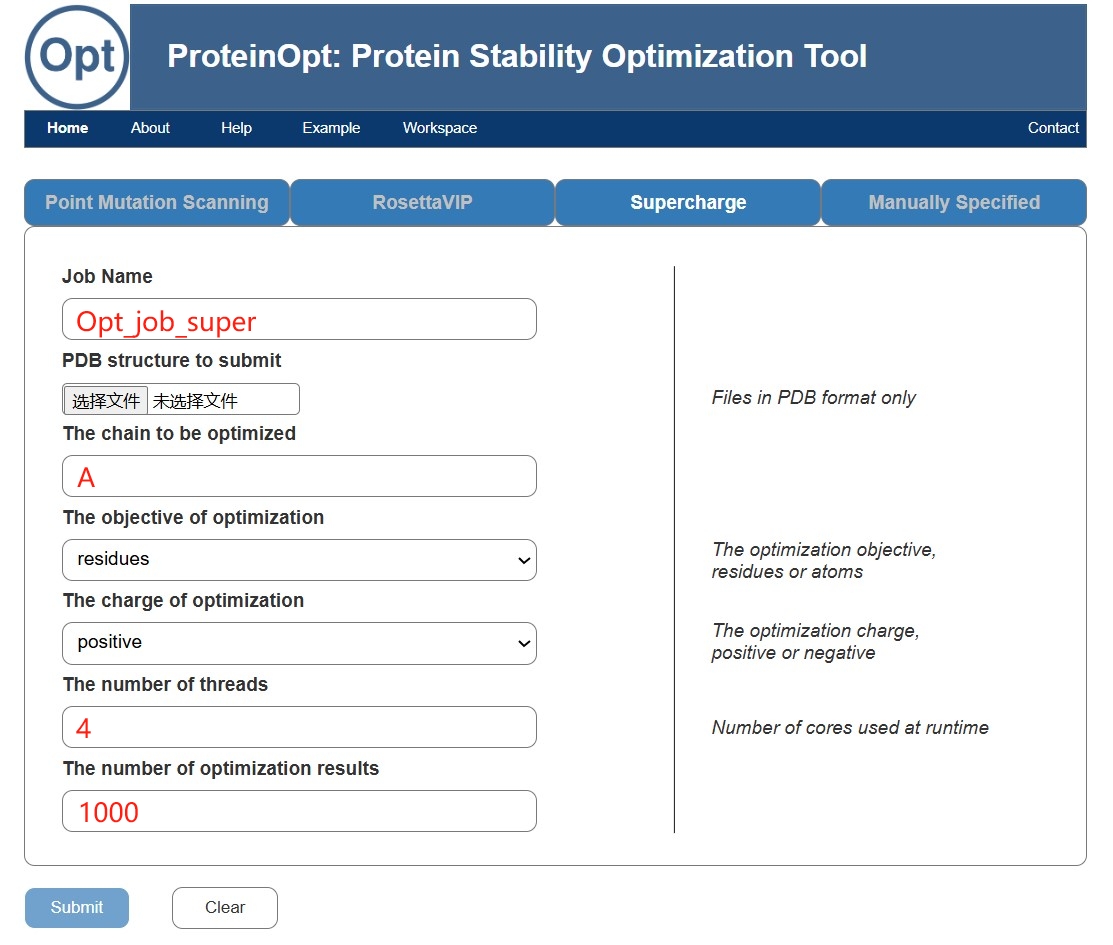 Opt
ProteinOpt: Protein Stability Optimization Tool
Home About Help Example Workspace Contact
Point Mutation Scanning RosettaVIP Supercharge Manually Specified
Job Name
Opt_job_super
PDB structure to submit
选择文件 未选择文件
Files in PDB format only
The chain to be optimized
A
The objective of optimization
residues
The optimization objective,
residues or atoms
The charge of optimization
positive
The optimization charge,
positive or negative
The number of threads
4
Number of cores used at runtime
The number of optimization results
1000
Submit Clear